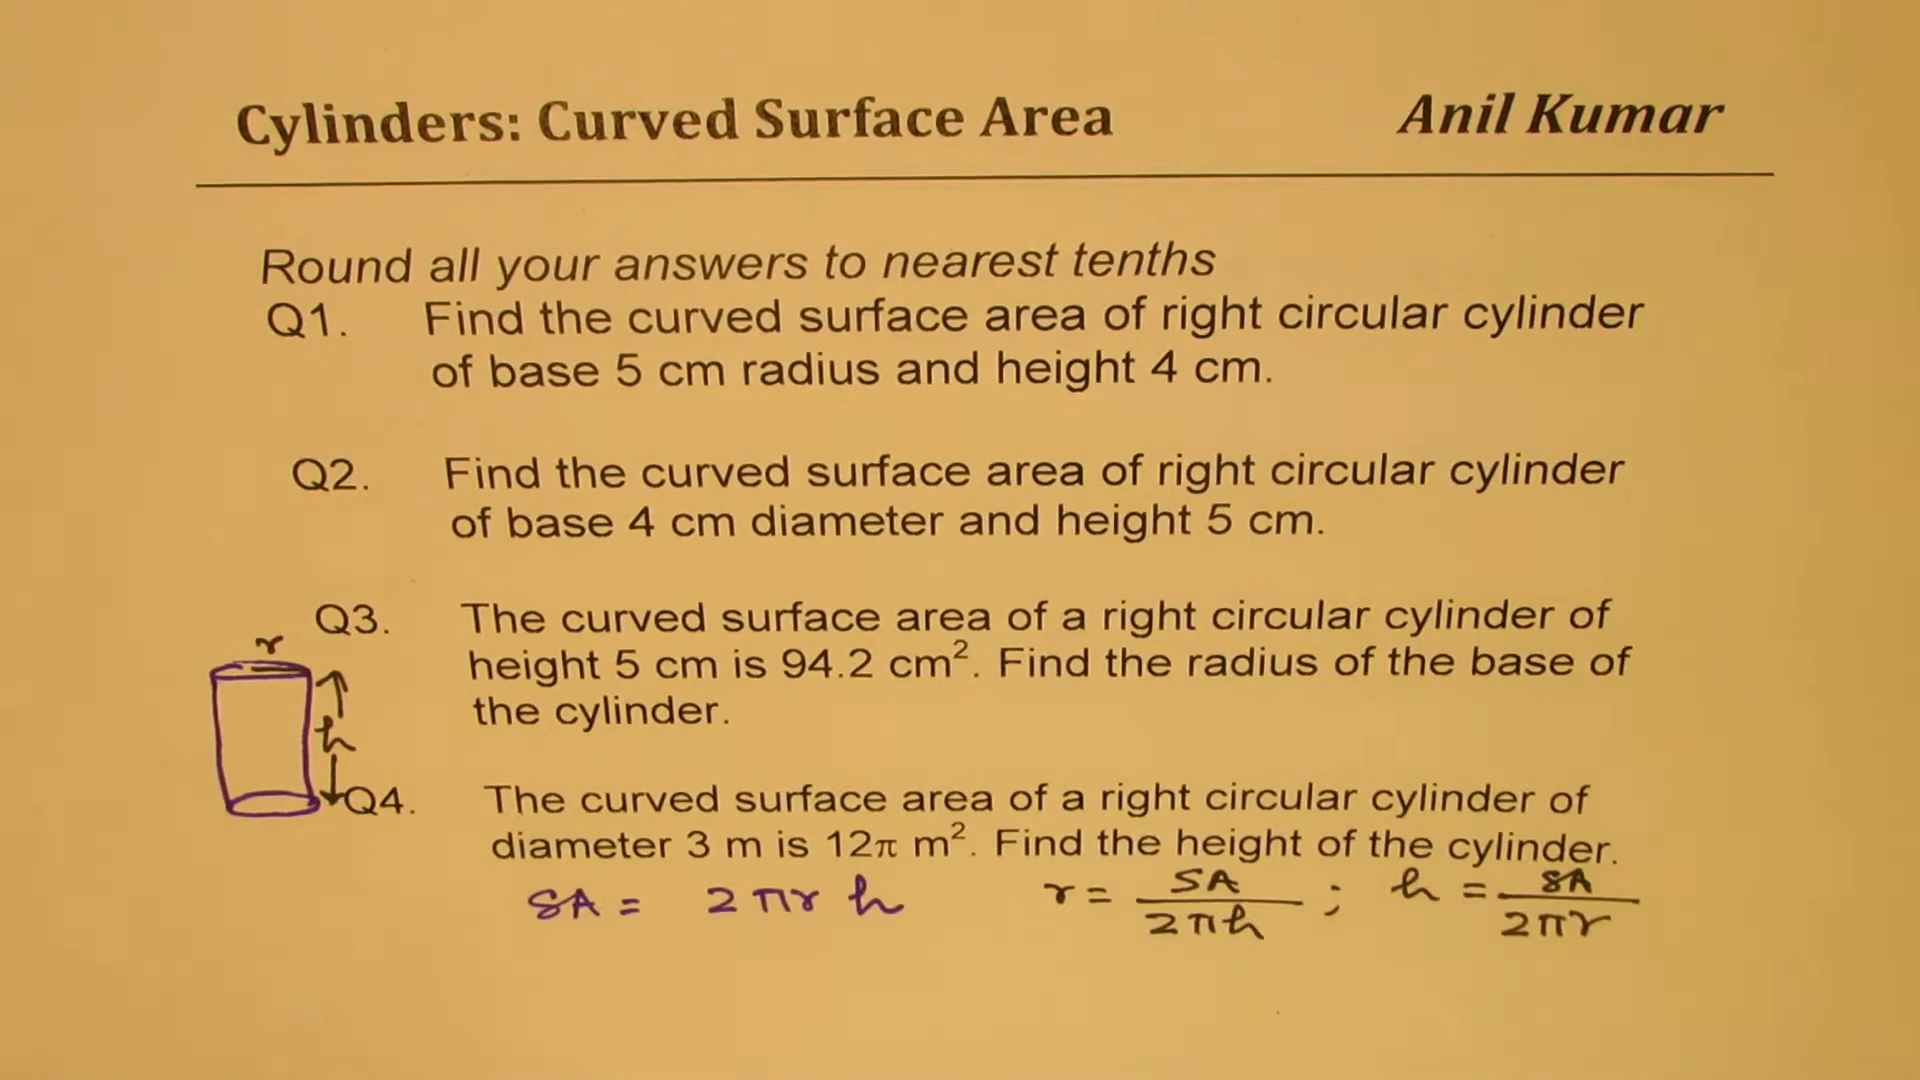 Cylinders: Curved Surface Area Anil Kumar
Round all your answers to nearest tenths
Q1. Find the curved surface area of right circular cylinder
of base 5 cm radius and height 4 cm.
Q2. Find the curved surface area of right circular cylinder
of base 4 cm diameter and height 5 cm.
Q3. The curved surface area of a right circular cylinder of
height 5 cm is 94.2 cm². Find the radius of the base of
the cylinder.
r
h
Q4. The curved surface area of a right circular cylinder of
diameter 3 m is 12π m². Find the height of the cylinder.
SA = 2πr h r = SA / 2πh ; h = SA / 2πr